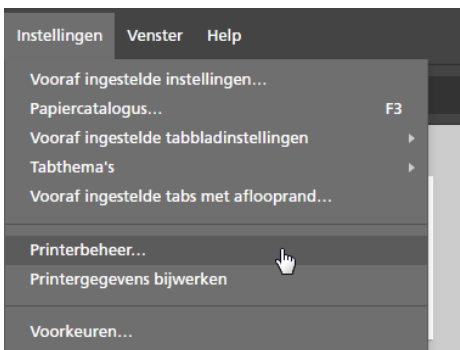 Instellingen Venster Help
Vooraf ingestelde instellingen...
Papiercatalogus... F3
Vooraf ingestelde tabbladinstellingen
Tabthema's
Vooraf ingestelde tabs met aflooprand...
Printerbeheer...
Printergegevens bijwerken
Voorkeuren...